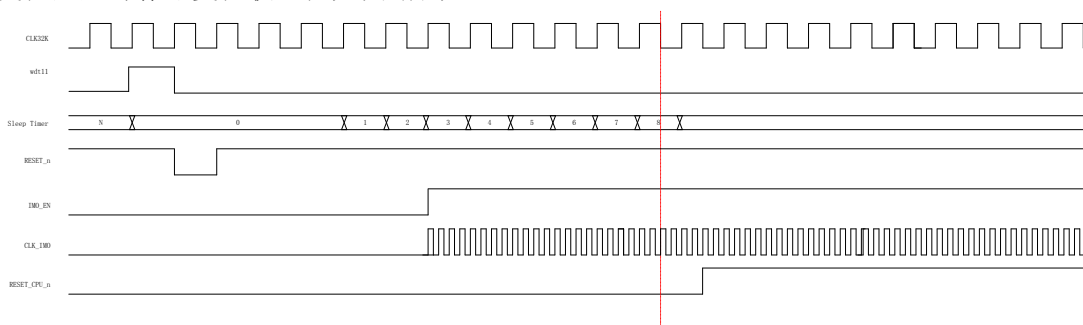 CLK32K
wdt11
Sleep Timer N 0 1 2 3 4 5 6 7 8
RESET_n
IMO_EN
CLK_IMO
RESET_CPU_n